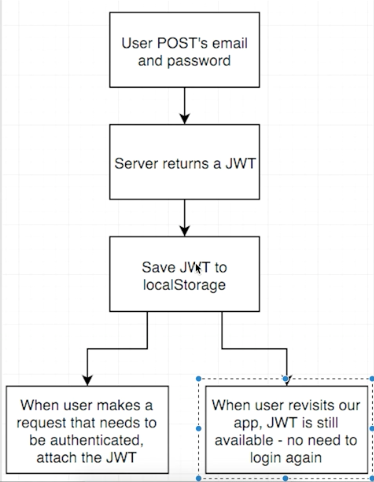 User POST's email
and password
Server returns a JWT
Save JWT to
localStorage
When user makes a
request that needs to
be authenticated,
attach the JWT
When user revisits our
app, JWT is still
available - no need to
login again